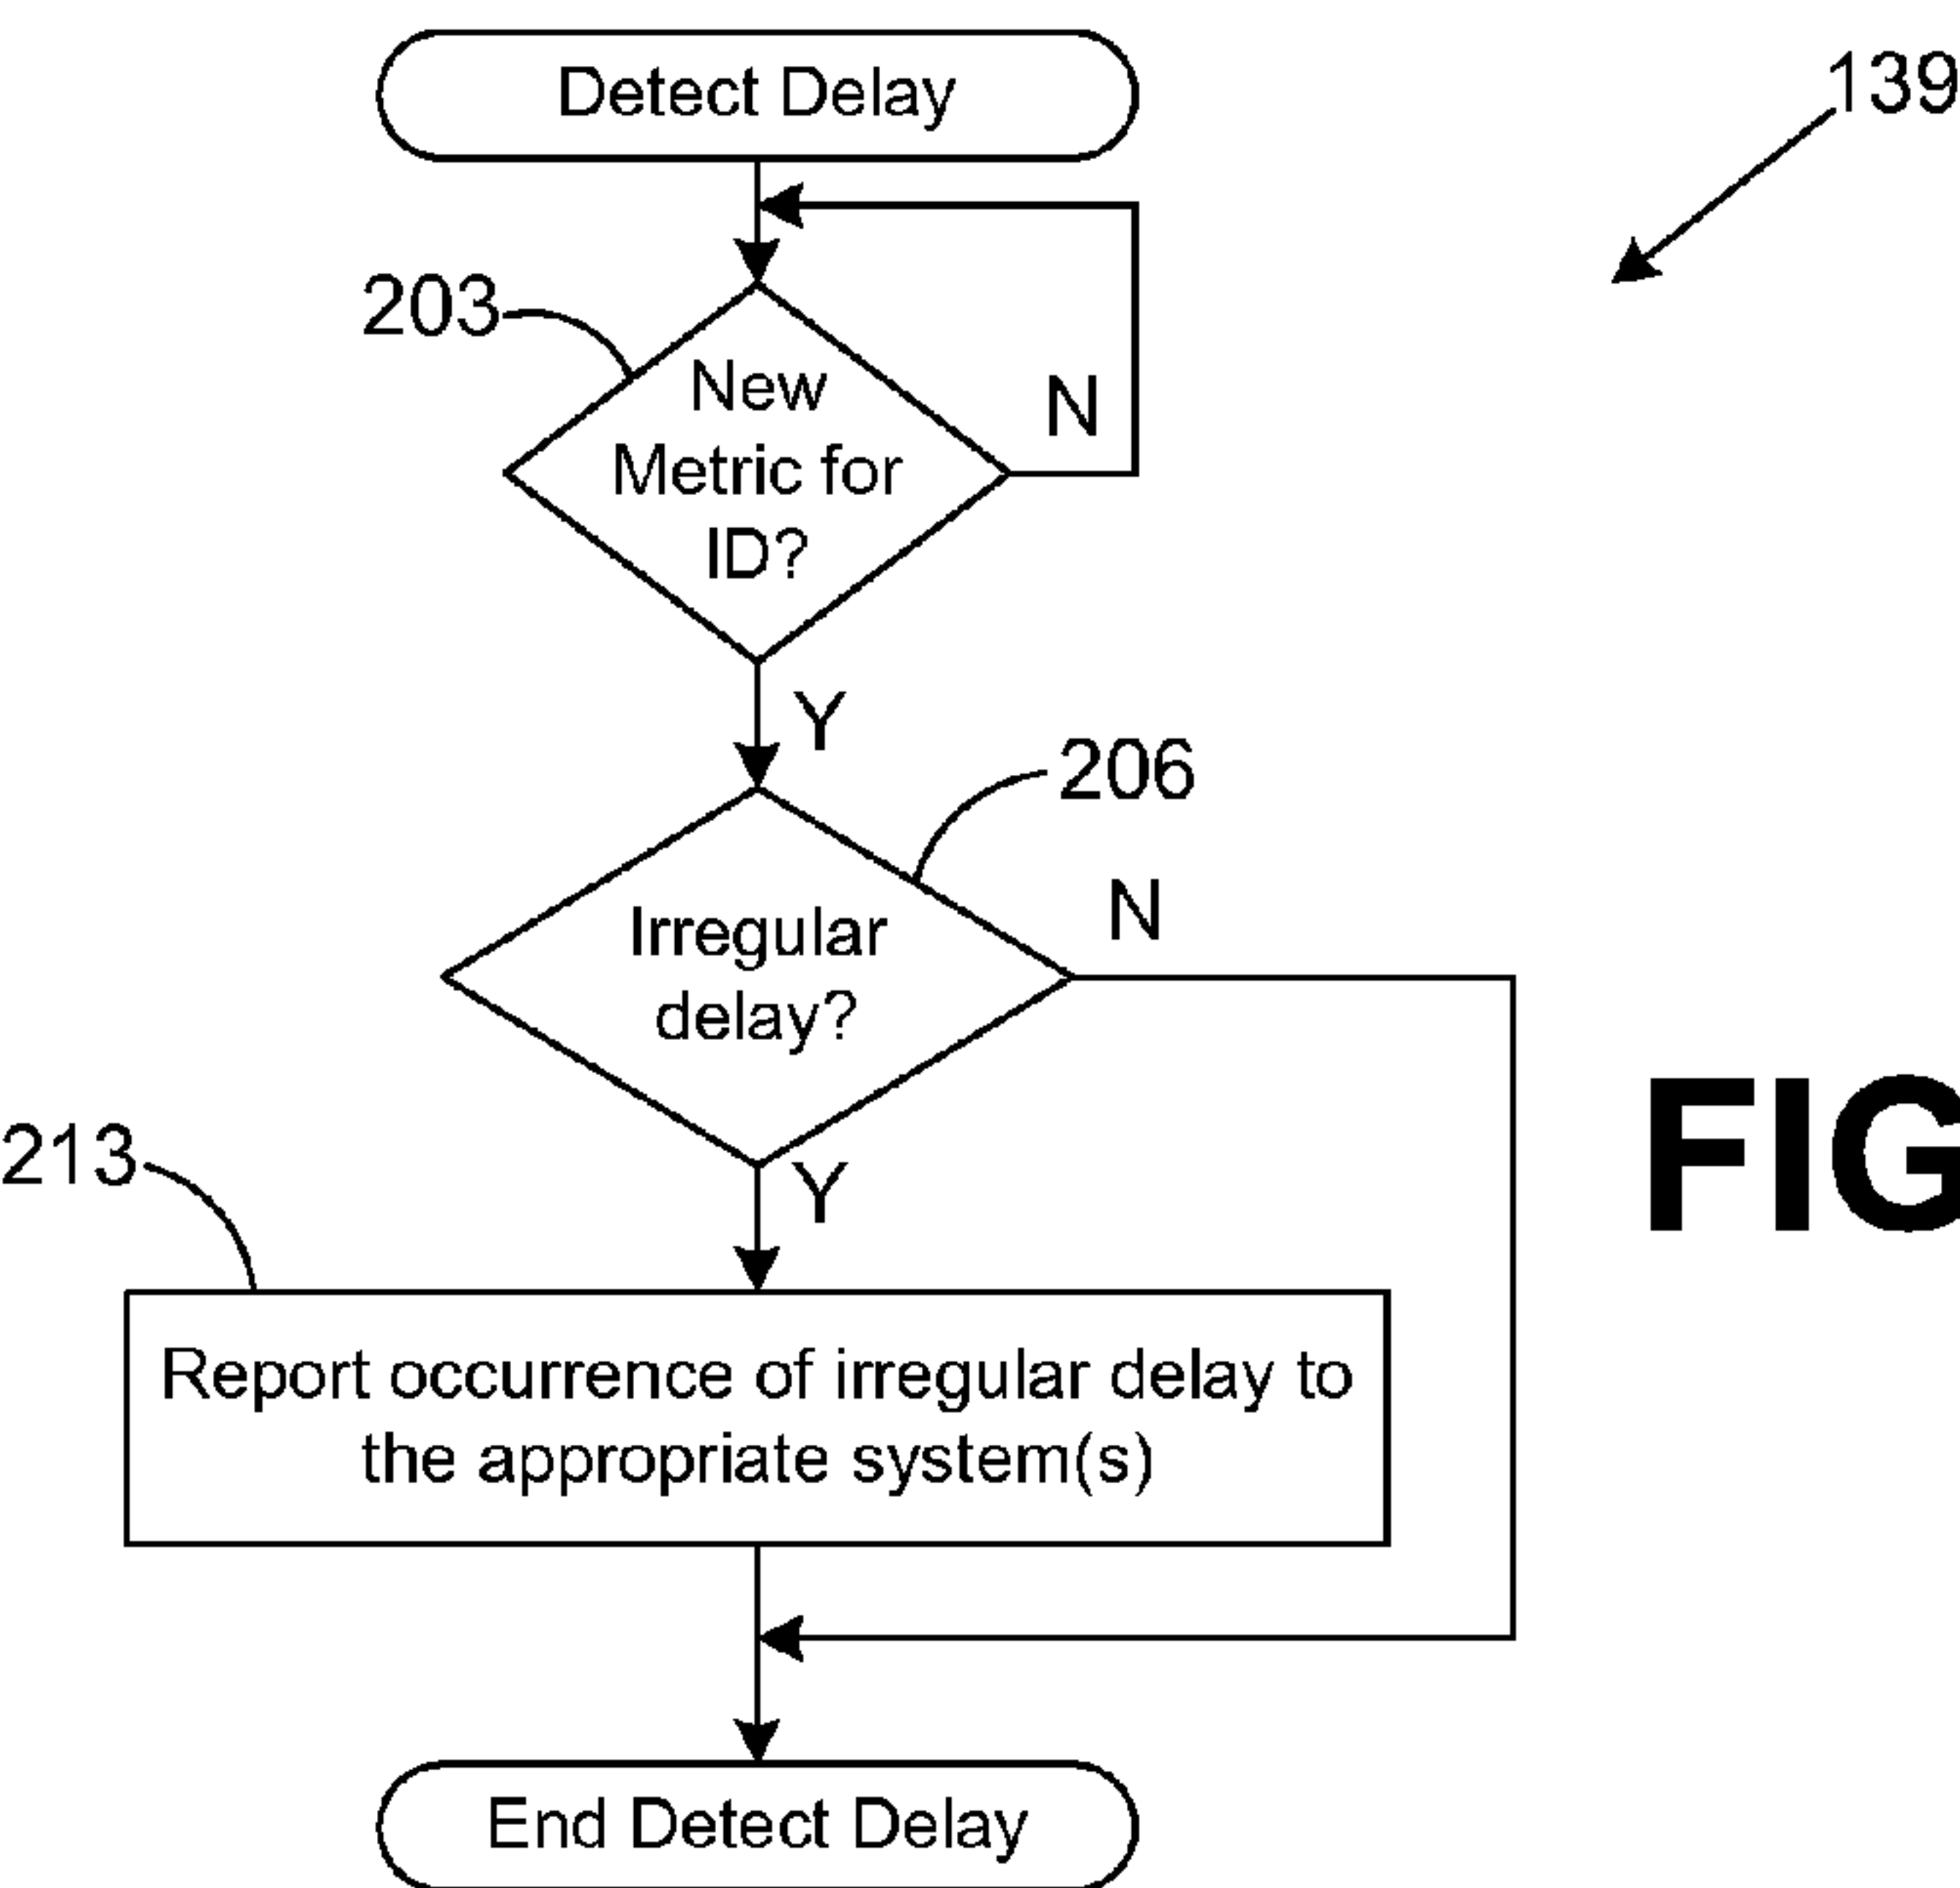 Detect Delay
139
203
New
Metric for
ID?
N
Y
206
Irregular
delay?
N
Y
213
Report occurrence of irregular delay to
the appropriate system(s)
End Detect Delay
FIG